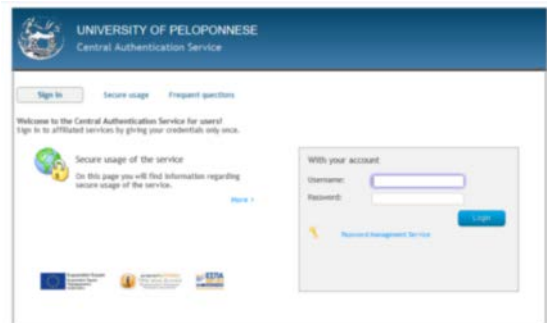 UNIVERSITY OF PELOPONNESE
Central Authentication Service
Sign In
Secure usage
Frequent questions
Welcome to the Central Authentication Service for users!
Sign in to affiliated services by giving your credentials only once.
Secure usage of the service
On this page you will find information regarding
secure usage of the service.
More ›
With your account
Username:
Password:
Login
Password Management Service
ΕΣΠΑ